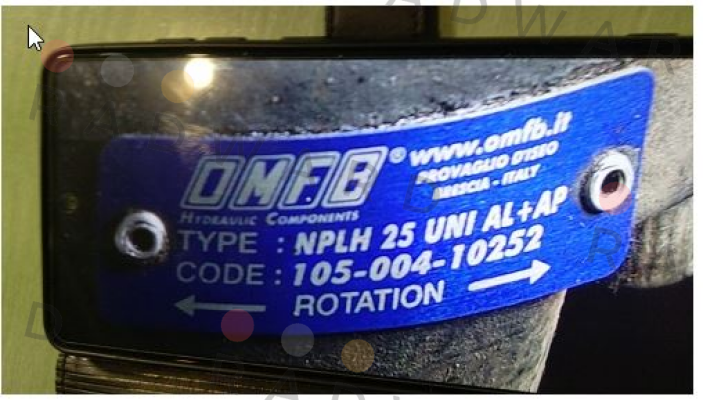 OMFB®
HYDRAULIC COMPONENTS
www.omfb.it
PROVAGLIO D'ISEO
BRESCIA - ITALY
TYPE : NPLH 25 UNI AL+AP
CODE : 105-004-10252
ROTATION